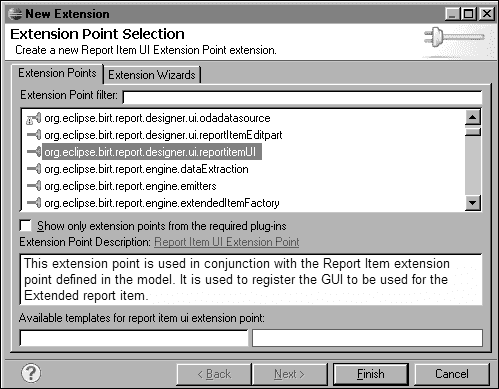 New Extension
Extension Point Selection
Create a new Report Item UI Extension Point extension.
Extension Points
Extension Wizards
Extension Point filter:
org.eclipse.birt.report.designer.ui.odadatasource
org.eclipse.birt.report.designer.ui.reportItemEditpart
org.eclipse.birt.report.designer.ui.reportitemUI
org.eclipse.birt.report.engine.dataExtraction
org.eclipse.birt.report.engine.emitters
org.eclipse.birt.report.engine.extendedItemFactory
Show only extension points from the required plug-ins
Extension Point Description: Report Item UI Extension Point
This extension point is used in conjunction with the Report Item extension
point defined in the model. It is used to register the GUI to be used for the
Extended report item.
Available templates for report item ui extension point:
?
< Back
Next >
Finish
Cancel